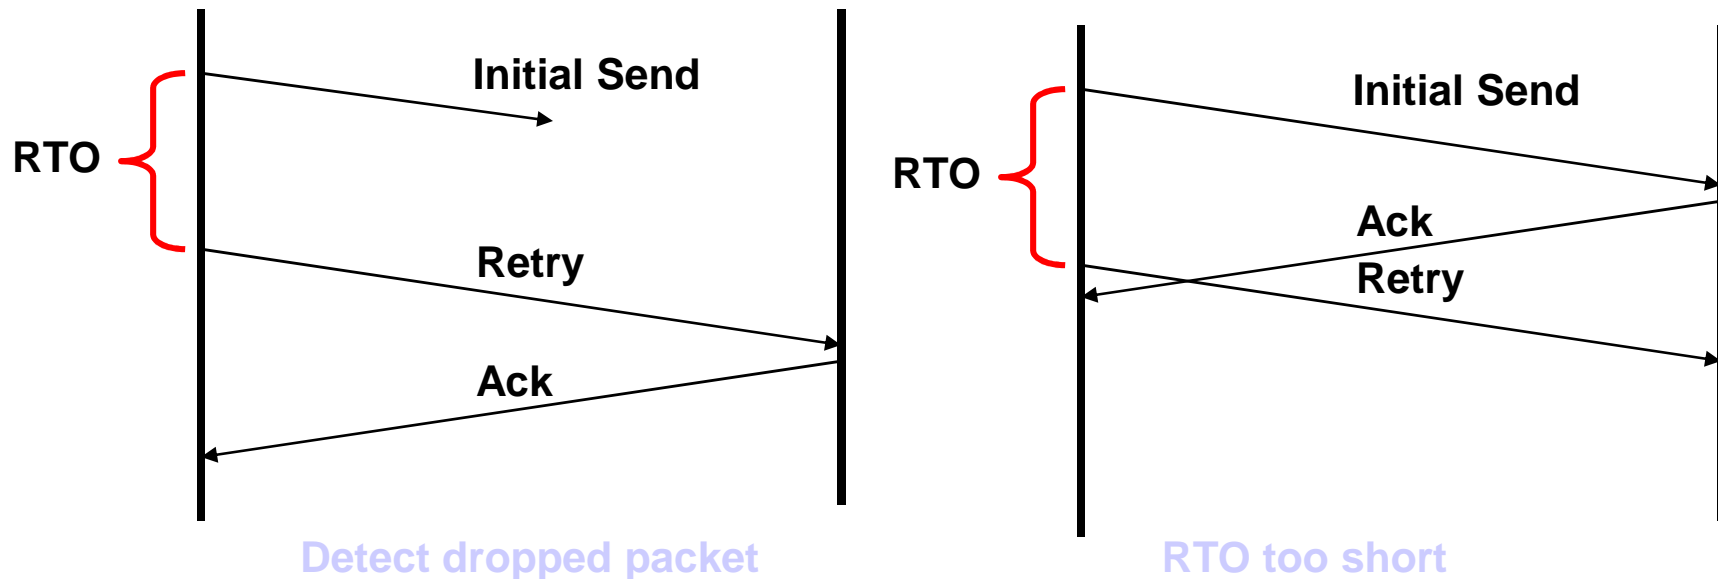 Initial Send
RTO
Retry
Ack
Detect dropped packet
Initial Send
RTO
Ack
Retry
RTO too short